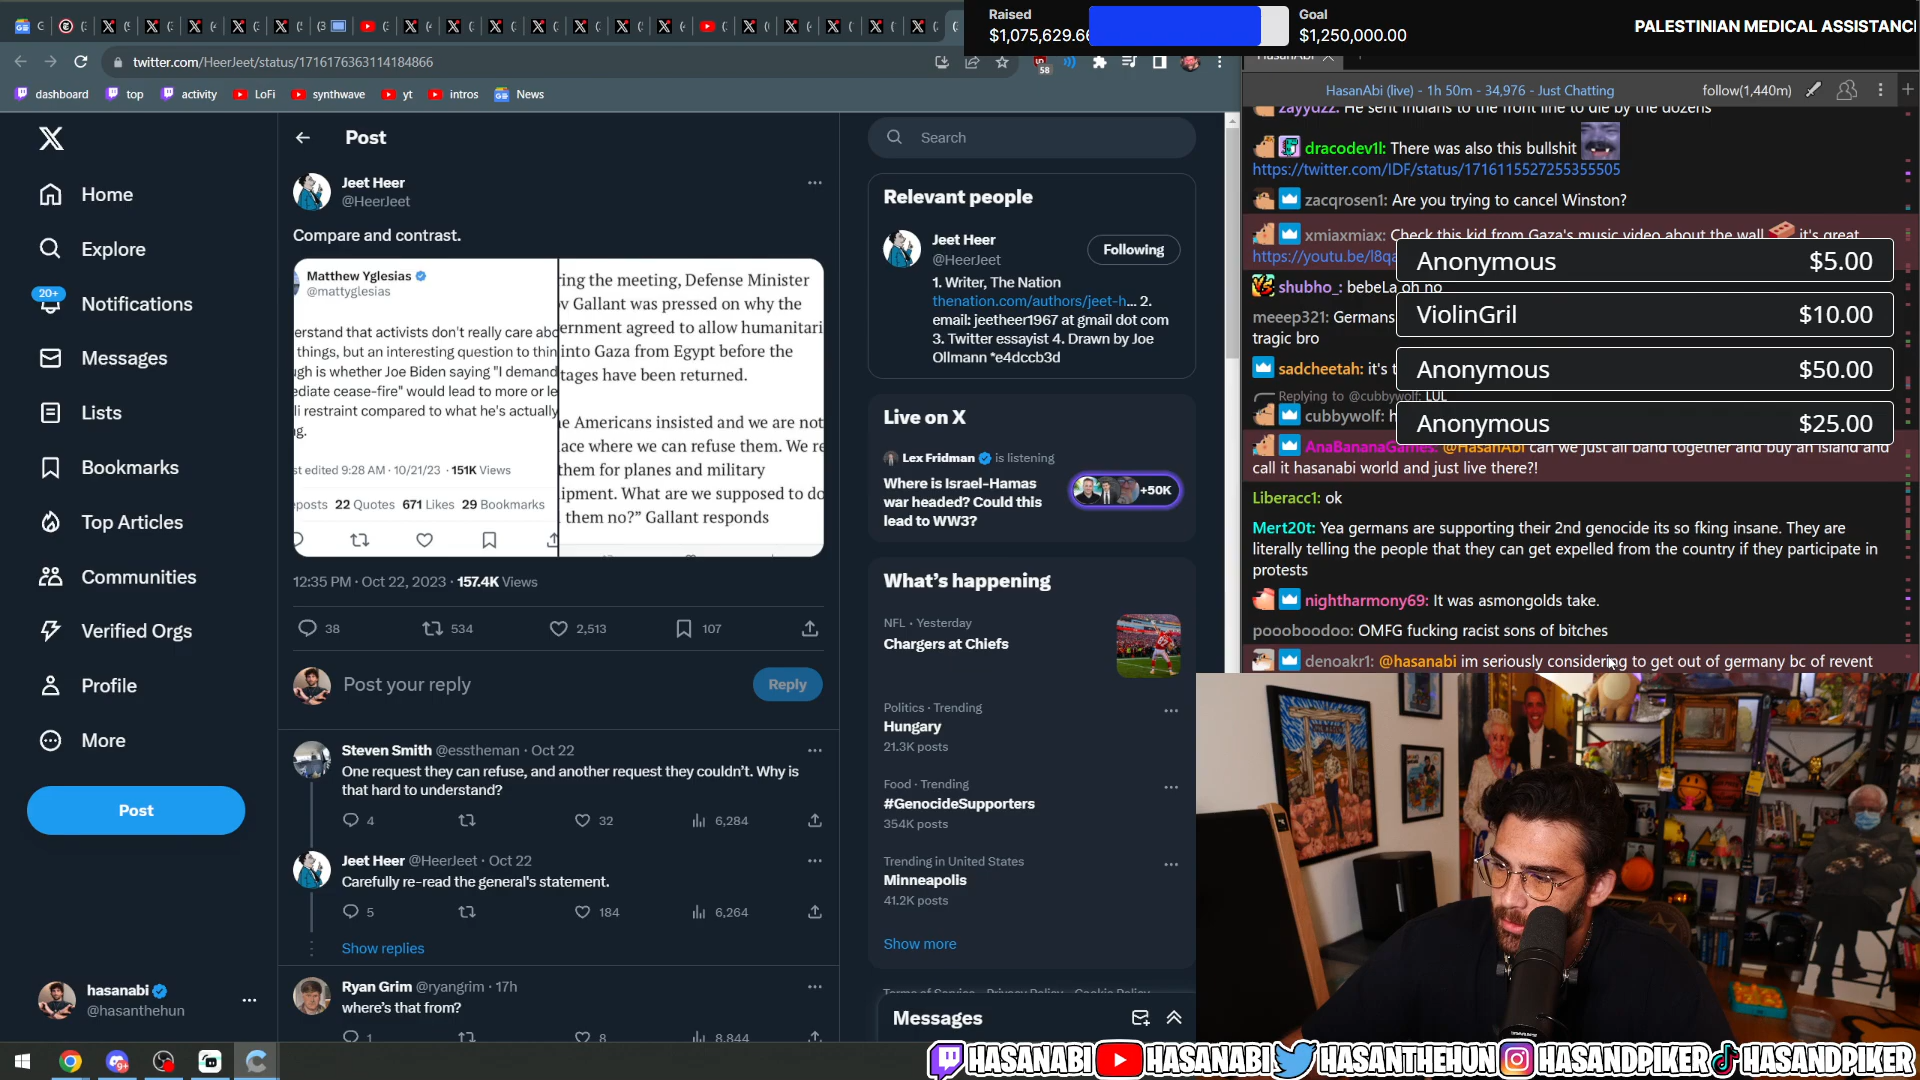 Raised
$1,075,629.6
Goal
$1,250,000.00
PALESTINIAN MEDICAL ASSISTANC
twitter.com/HeerJeet/status/1716176363114184866
58
dashboard
top
activity
LoFi
synthwave
yt
intros
News
Home
Explore
20+
Notifications
Messages
Lists
Bookmarks
Top Articles
Communities
Verified Orgs
Profile
More
Post
hasanabi
@hasanthehun
Post
Jeet Heer
@HeerJeet
Compare and contrast.
Matthew Yglesias
@mattyglesias
erstand that activists don't really care abo
things, but an interesting question to thin
gh is whether Joe Biden saying "I demand
ediate cease-fire" would lead to more or le
li restraint compared to what he's actually
g.
st edited 9:28 AM · 10/21/23 · 151K Views
eposts 22 Quotes 671 Likes 29 Bookmarks
ring the meeting, Defense Minister
v Gallant was pressed on why the
ernment agreed to allow humanitari
into Gaza from Egypt before the
tages have been returned.
e Americans insisted and we are not
lace where we can refuse them. We re
them for planes and military
ipment. What are we supposed to do
them no?" Gallant responds
12:35 PM · Oct 22, 2023 · 157.4K Views
38
534
2,513
107
Post your reply
Reply
Steven Smith @esstheman · Oct 22
One request they can refuse, and another request they couldn't. Why is
that hard to understand?
4
32
6,284
Jeet Heer @HeerJeet · Oct 22
Carefully re-read the general's statement.
5
184
6,264
Show replies
Ryan Grim @ryangrim · 17h
where's that from?
1
8
8,844
Search
Relevant people
Jeet Heer
@HeerJeet
Following
1. Writer, The Nation
thenation.com/authors/jeet-h... 2.
email: jeetheer1967 at gmail dot com
3. Twitter essayist 4. Drawn by Joe
Ollmann *e4dccb3d
Live on X
Lex Fridman is listening
Where is Israel-Hamas
war headed? Could this
lead to WW3?
+50K
What's happening
NFL · Yesterday
Chargers at Chiefs
Politics · Trending
Hungary
21.3K posts
Food · Trending
#GenocideSupporters
354K posts
Trending in United States
Minneapolis
41.2K posts
Show more
Terms of Service Privacy Policy Cookie Policy
Messages
HasanAbi
HasanAbi (live) - 1h 50m - 34,976 - Just Chatting
follow(1,440m)
zayydzz: He sent Indians to the front line to die by the dozens
dracodev1l: There was also this bullshit
https://twitter.com/IDF/status/1716115527255355505
zacqrosen1: Are you trying to cancel Winston?
xmiaxmiax: Check this kid from Gaza's music video about the wall it's great
https://youtu.be/l8qa
shubho_: bebeLa oh no
meeep321: Germans
tragic bro
sadcheetah: it's t
Replying to @cubbywolf: LUL
cubbywolf: h
AnaBananaGames: @HasanAbi can we just all band together and buy an island and
call it hasanabi world and just live there?!
Liberacc1: ok
Mert20t: Yea germans are supporting their 2nd genocide its so fking insane. They are
literally telling the people that they can get expelled from the country if they participate in
protests
nightharmony69: It was asmongolds take.
poooboodoo: OMFG fucking racist sons of bitches
denoakr1: @hasanabi im seriously considering to get out of germany bc of revent
Anonymous $5.00
ViolinGril $10.00
Anonymous $50.00
Anonymous $25.00
9+
HASANABI
HASANABI
HASANTHEHUN
HASANDPIKER
HASANDPIKER